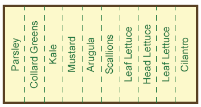 Parsley
Collard Greens
Kale
Mustard
Arugula
Scallions
Leaf Lettuce
Head Lettuce
Leaf Lettuce
Cilantro